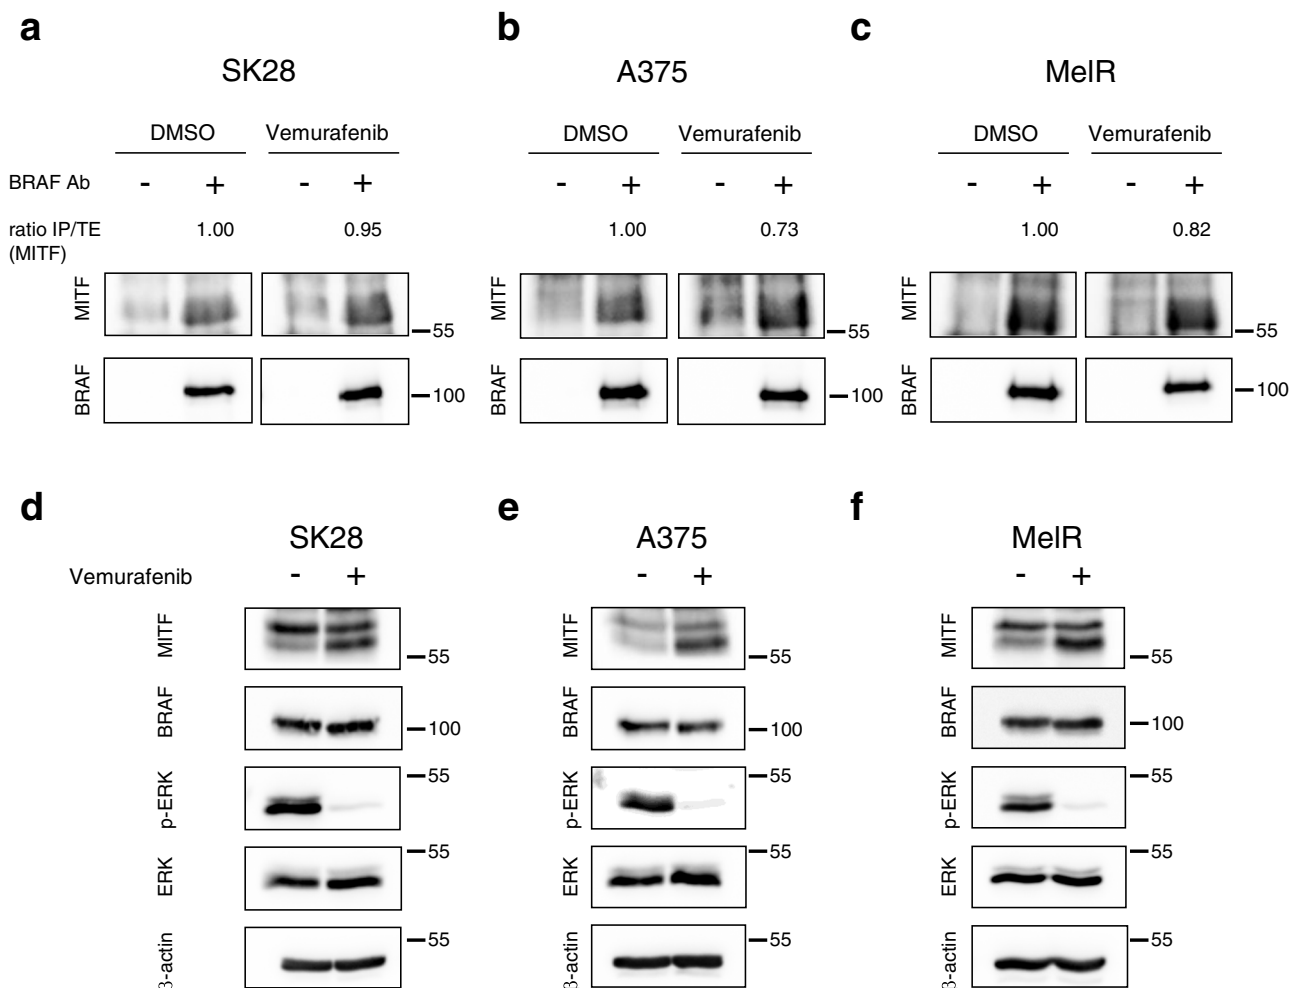 a b c
SK28 A375 MelR
DMSO Vemurafenib DMSO Vemurafenib DMSO Vemurafenib
BRAF Ab - + - + - + - + - + - +
ratio IP/TE 1.00 0.95 1.00 0.73 1.00 0.82
(MITF)
MITF 55 MITF 55 MITF 55
BRAF 100 BRAF 100 BRAF 100
d e f
SK28 A375 MelR
Vemurafenib - + - + - +
MITF 55 MITF 55 MITF 55
BRAF 100 BRAF 100 BRAF 100
p-ERK 55 p-ERK 55 p-ERK 55
ERK 55 ERK 55 ERK 55
β-actin 55 β-actin 55 β-actin 55